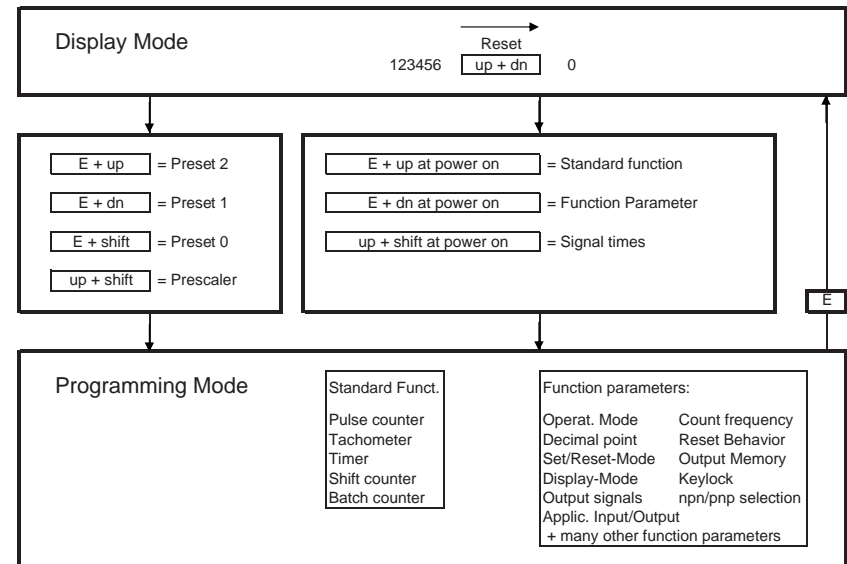 Display Mode
Reset
123456 up + dn 0
E + up = Preset 2
E + dn = Preset 1
E + shift = Preset 0
up + shift = Prescaler
E + up at power on = Standard function
E + dn at power on = Function Parameter
up + shift at power on = Signal times
E
Programming Mode
Standard Funct.
Pulse counter
Tachometer
Timer
Shift counter
Batch counter
Function parameters:
Operat. Mode Count frequency
Decimal point Reset Behavior
Set/Reset-Mode Output Memory
Display-Mode Keylock
Output signals npn/pnp selection
Applic. Input/Output
+ many other function parameters